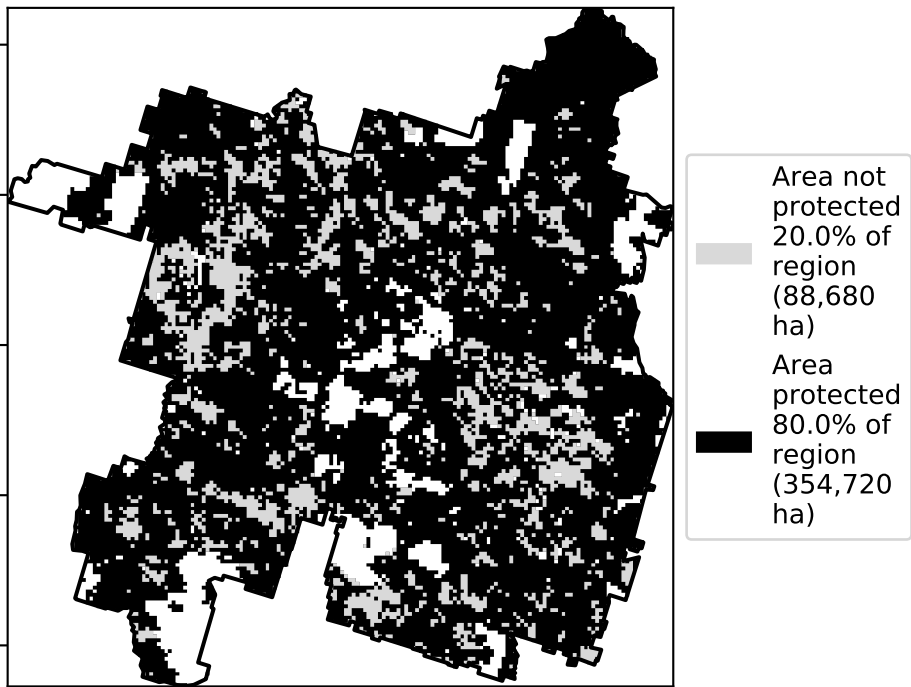 Area not
protected
20.0% of
region
(88,680
ha)
Area
protected
80.0% of
region
(354,720
ha)